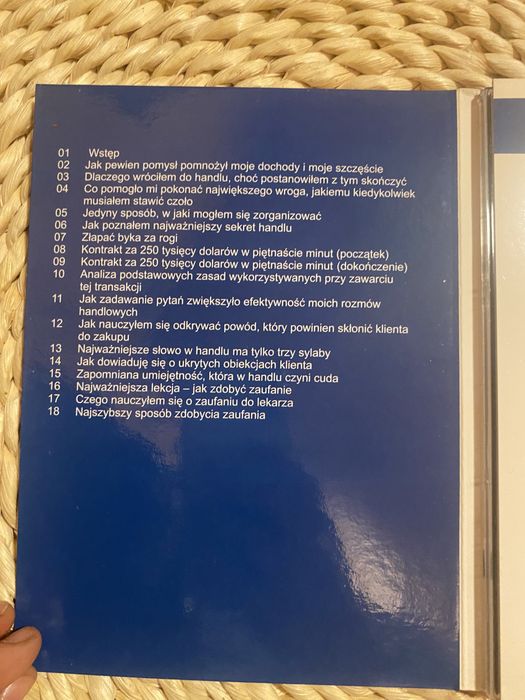 01 Wstęp
02 Jak pewien pomysł pomnożył moje dochody i moje szczęście
03 Dlaczego wróciłem do handlu, choć postanowiłem z tym skończyć
04 Co pomogło mi pokonać największego wroga, jakiemu kiedykolwiek
musiałem stawić czoło
05 Jedyny sposób, w jaki mogłem się zorganizować
06 Jak poznałem najważniejszy sekret handlu
07 Złapać byka za rogi
08 Kontrakt za 250 tysięcy dolarów w piętnaście minut (początek)
09 Kontrakt za 250 tysięcy dolarów w piętnaście minut (dokończenie)
10 Analiza podstawowych zasad wykorzystywanych przy zawarciu
tej transakcji
11 Jak zadawanie pytań zwiększyło efektywność moich rozmów
handlowych
12 Jak nauczyłem się odkrywać powód, który powinien skłonić klienta
do zakupu
13 Najważniejsze słowo w handlu ma tylko trzy sylaby
14 Jak dowiaduję się o ukrytych obiekcjach klienta
15 Zapomniana umiejętność, która w handlu czyni cuda
16 Najważniejsza lekcja – jak zdobyć zaufanie
17 Czego nauczyłem się o zaufaniu do lekarza
18 Najszybszy sposób zdobycia zaufania